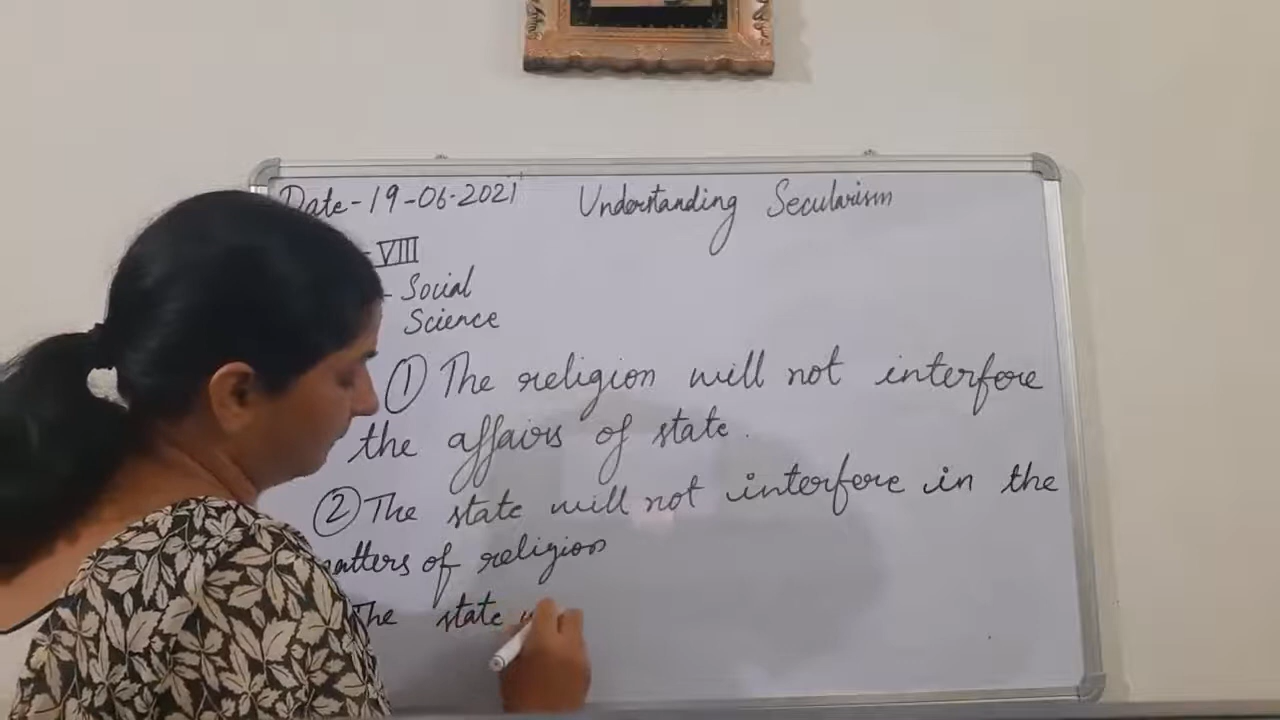 Date-19-06-2021 Understanding Secularism
- VIII
- Social
Science
① The religion will not interfere
the affairs of state.
② The state will not interfere in the
matters of religion
The state